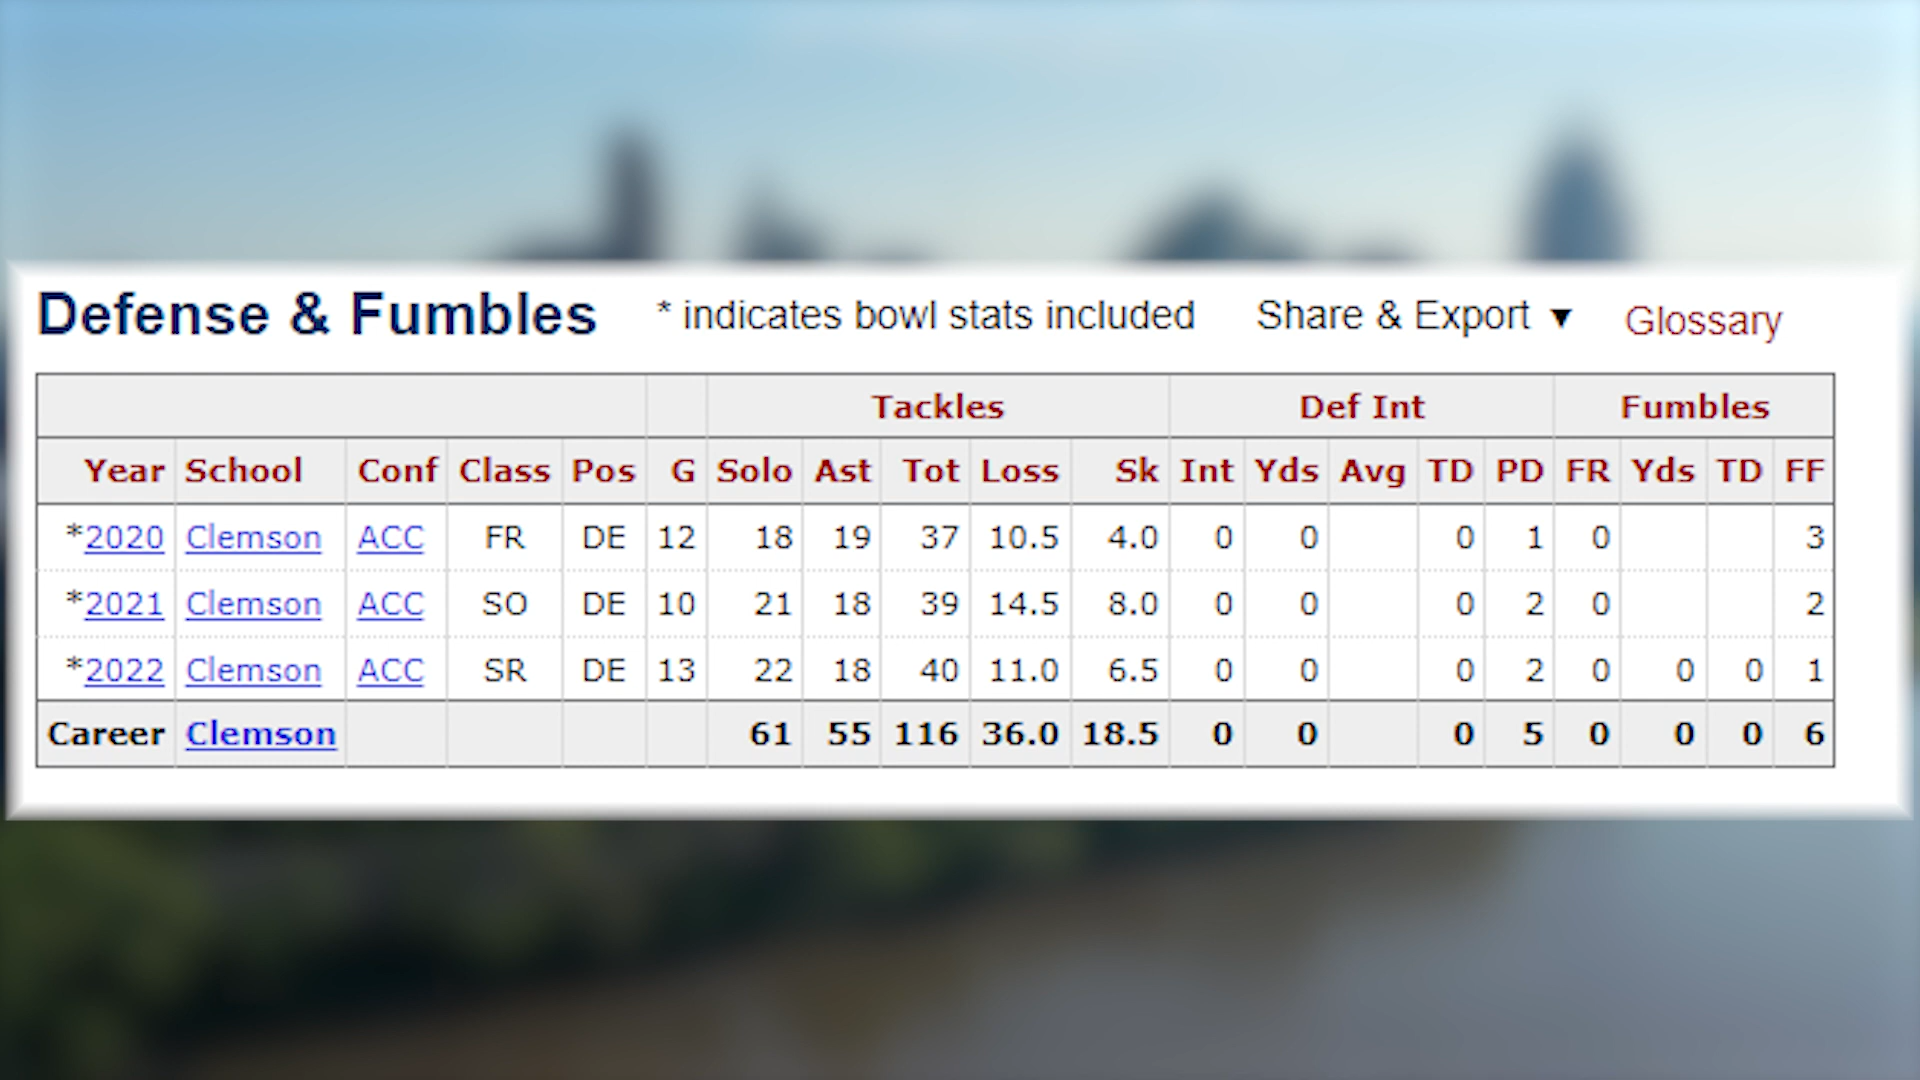 Defense & Fumbles * indicates bowl stats included Share & Export ▼ Glossary
Tackles Def Int Fumbles
Year School Conf Class Pos G Solo Ast Tot Loss Sk Int Yds Avg TD PD FR Yds TD FF
*2020 Clemson ACC FR DE 12 18 19 37 10.5 4.0 0 0 0 1 0 3
*2021 Clemson ACC SO DE 10 21 18 39 14.5 8.0 0 0 0 2 0 2
*2022 Clemson ACC SR DE 13 22 18 40 11.0 6.5 0 0 0 2 0 0 0 1
Career Clemson 61 55 116 36.0 18.5 0 0 0 5 0 0 0 6